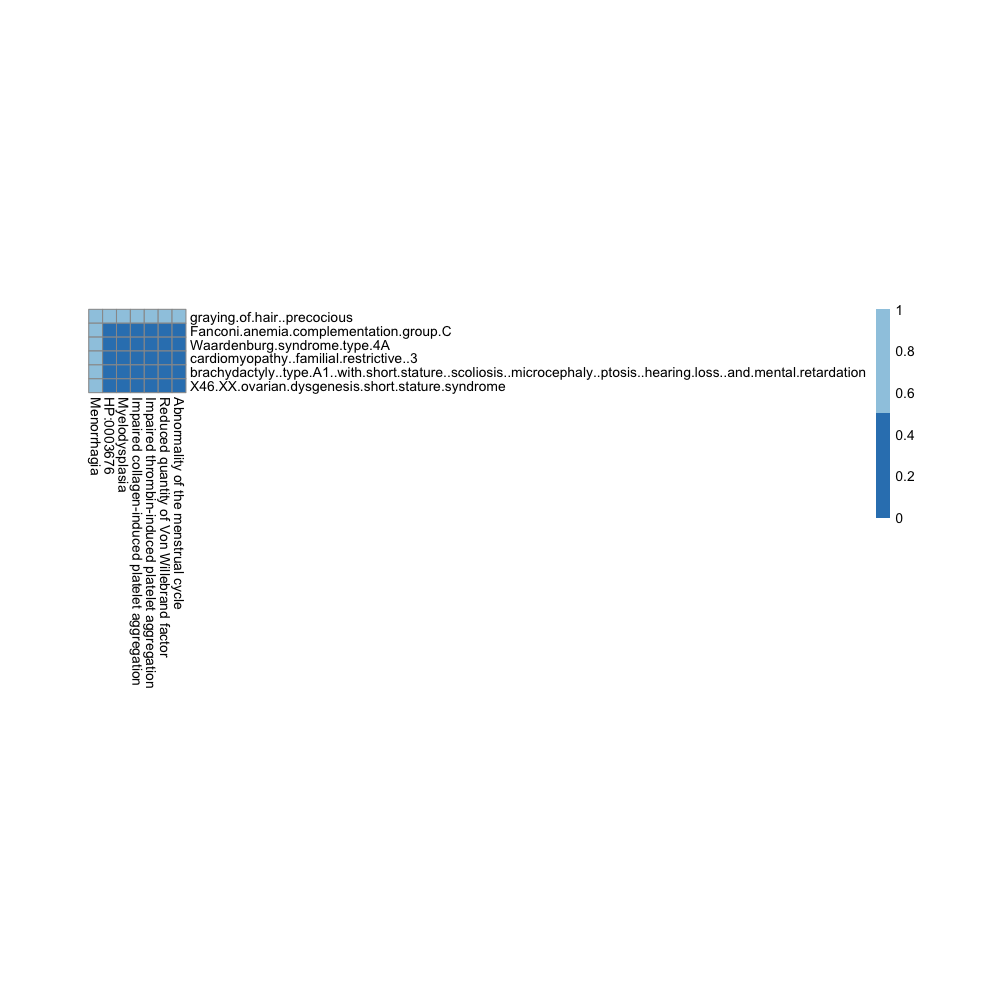 graying.of.hair..precocious
Fanconi.anemia.complementation.group.C
Waardenburg.syndrome.type.4A
cardiomyopathy..familial.restrictive..3
brachydactyly..type.A1..with.short.stature..scoliosis..microcephaly..ptosis..hearing.loss..and.mental.retardation
X46.XX.ovarian.dysgenesis.short.stature.syndrome
Menorrhagia
HP:0003676
Myelodysplasia
Impaired collagen-induced platelet aggregation
Impaired thrombin-induced platelet aggregation
Reduced quantity of Von Willebrand factor
Abnormality of the menstrual cycle
1
0.8
0.6
0.4
0.2
0